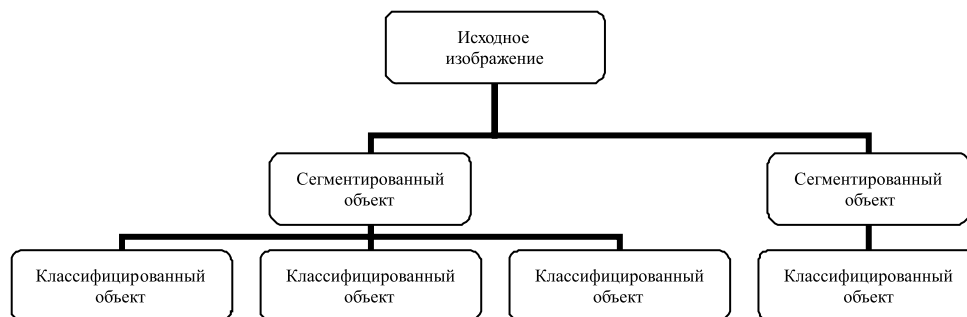 Исходное
изображение
Сегментированный
объект
Сегментированный
объект
Классифицированный
объект
Классифицированный
объект
Классифицированный
объект
Классифицированный
объект